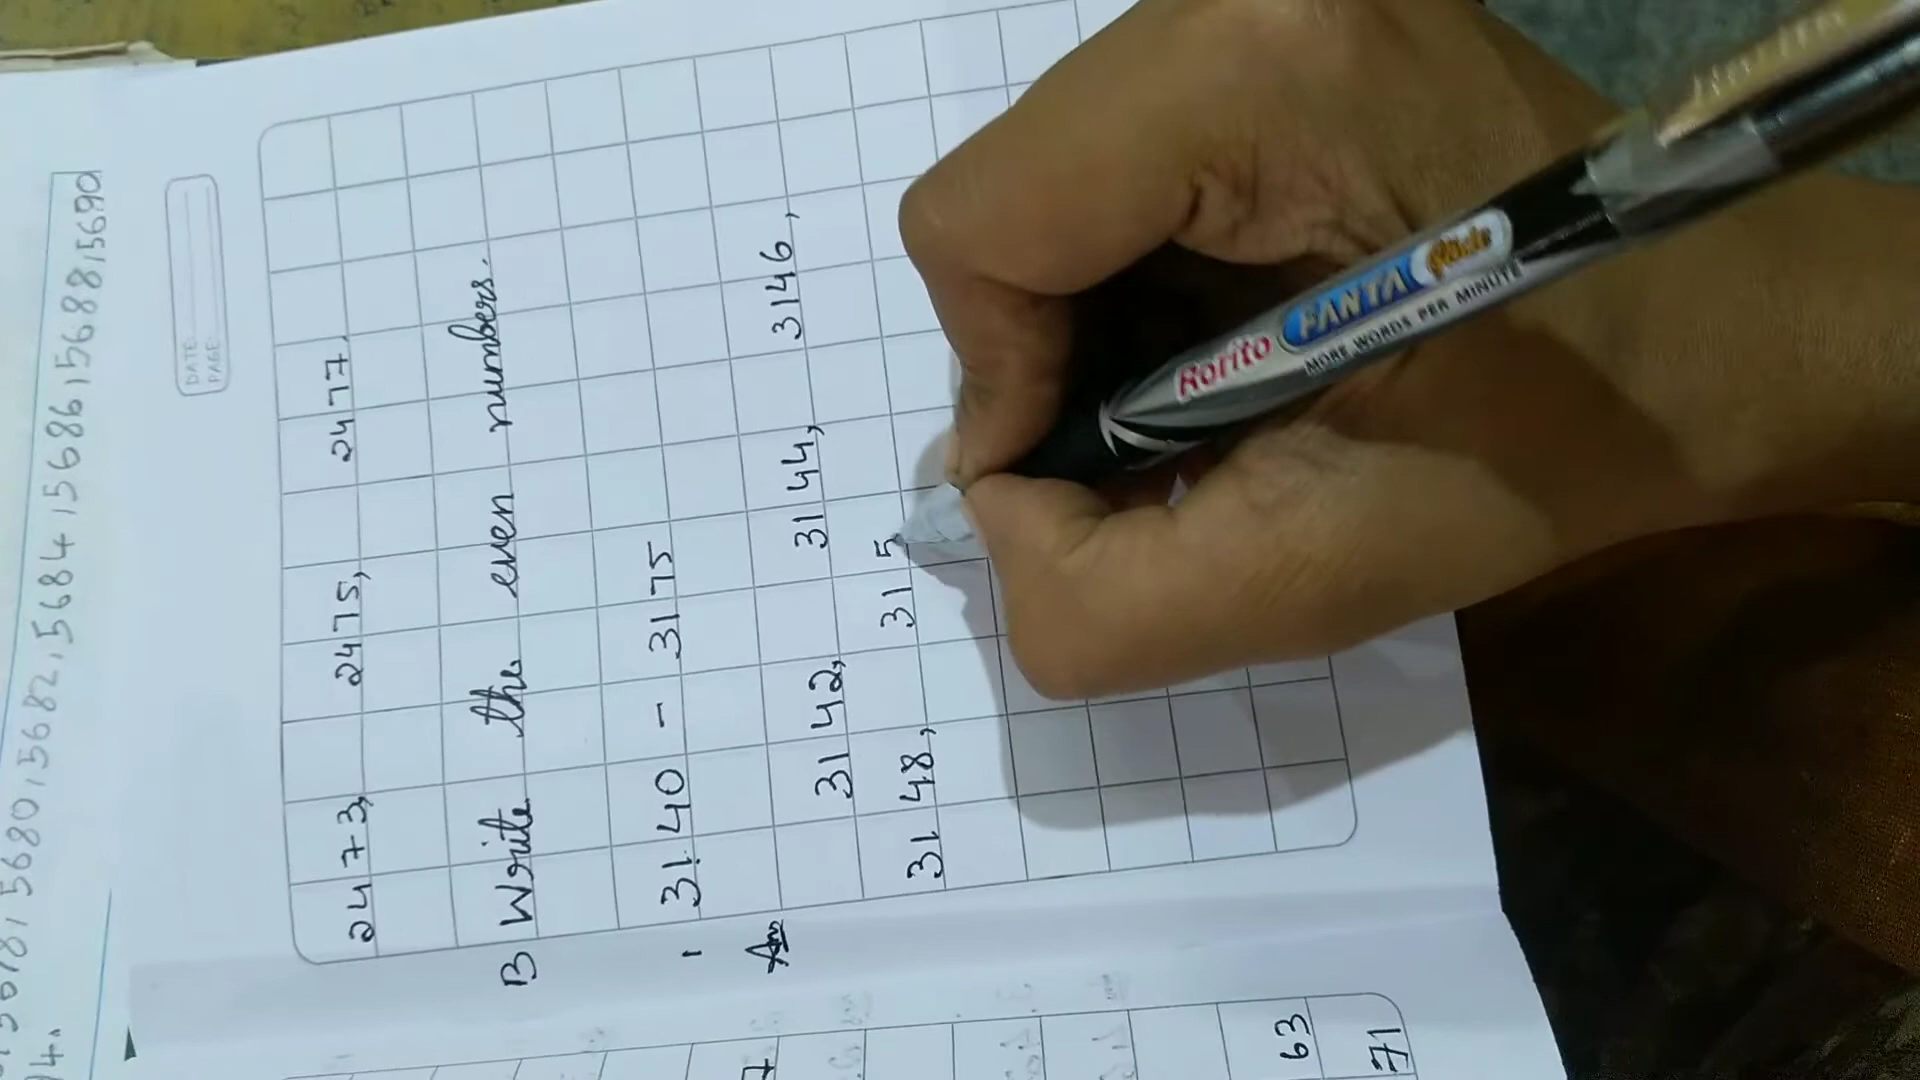 DATE:
PAGE:
2473, 2475, 2477.
B Write the even numbers.
1 3140 - 3175
Ans 3142, 3144, 3146,
3148, 315
Rorito FANTA Glide
MORE WORDS PER MINUTE
5680, 5682, 5684, 5686, 5688, 5690
63
71